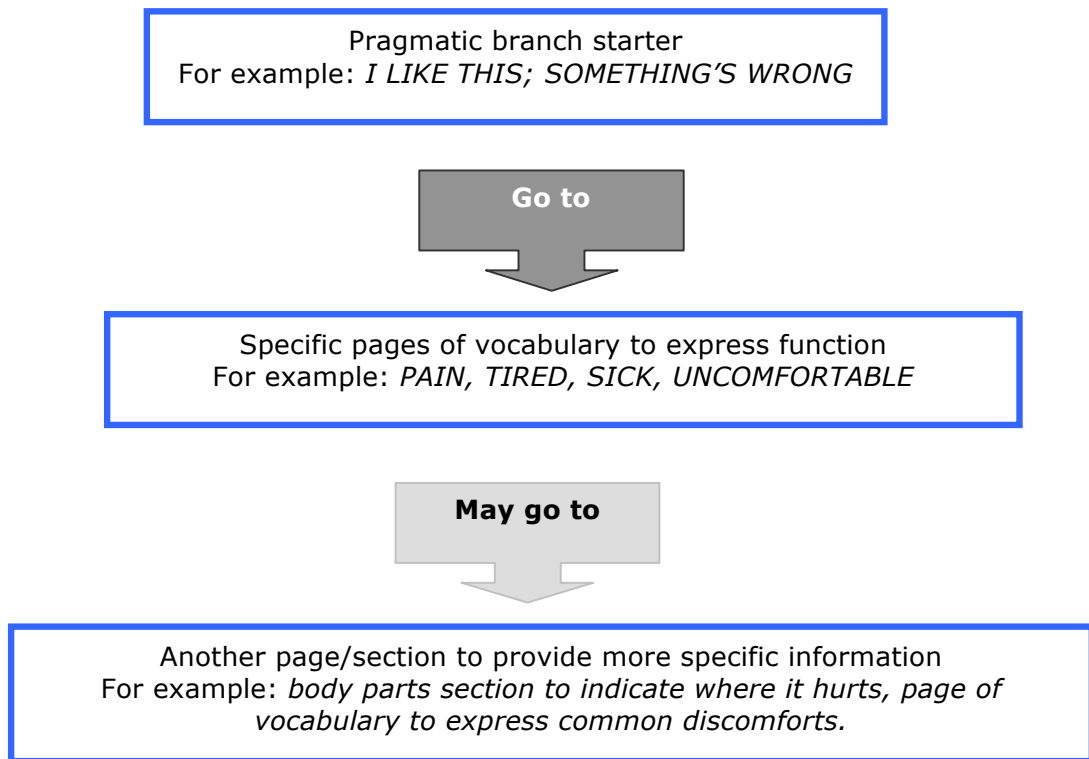 Pragmatic branch starter
For example: I LIKE THIS; SOMETHING’S WRONG
Go to
Specific pages of vocabulary to express function
For example: PAIN, TIRED, SICK, UNCOMFORTABLE
May go to
Another page/section to provide more specific information
For example: body parts section to indicate where it hurts, page of
vocabulary to express common discomforts.